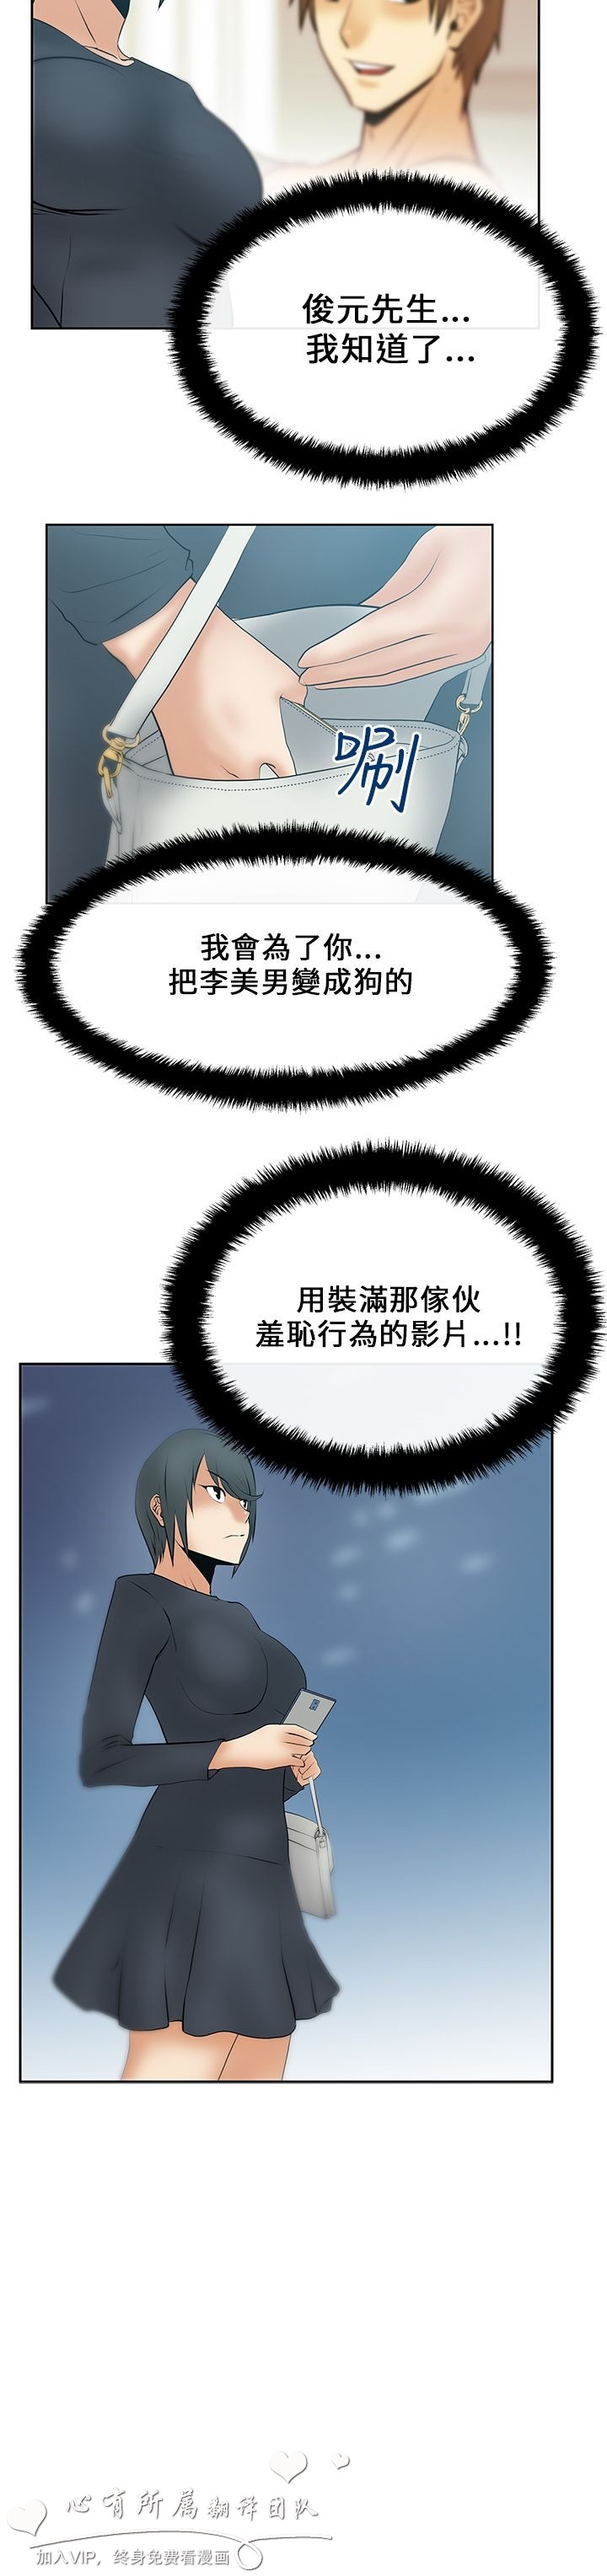 俊元先生...
我知道了...
唰
我會為了你...
把李美男變成狗的
用裝滿那傢伙
羞恥行為的影片...!!
心有所属翻译团队
加入VIP，终身免费看漫画